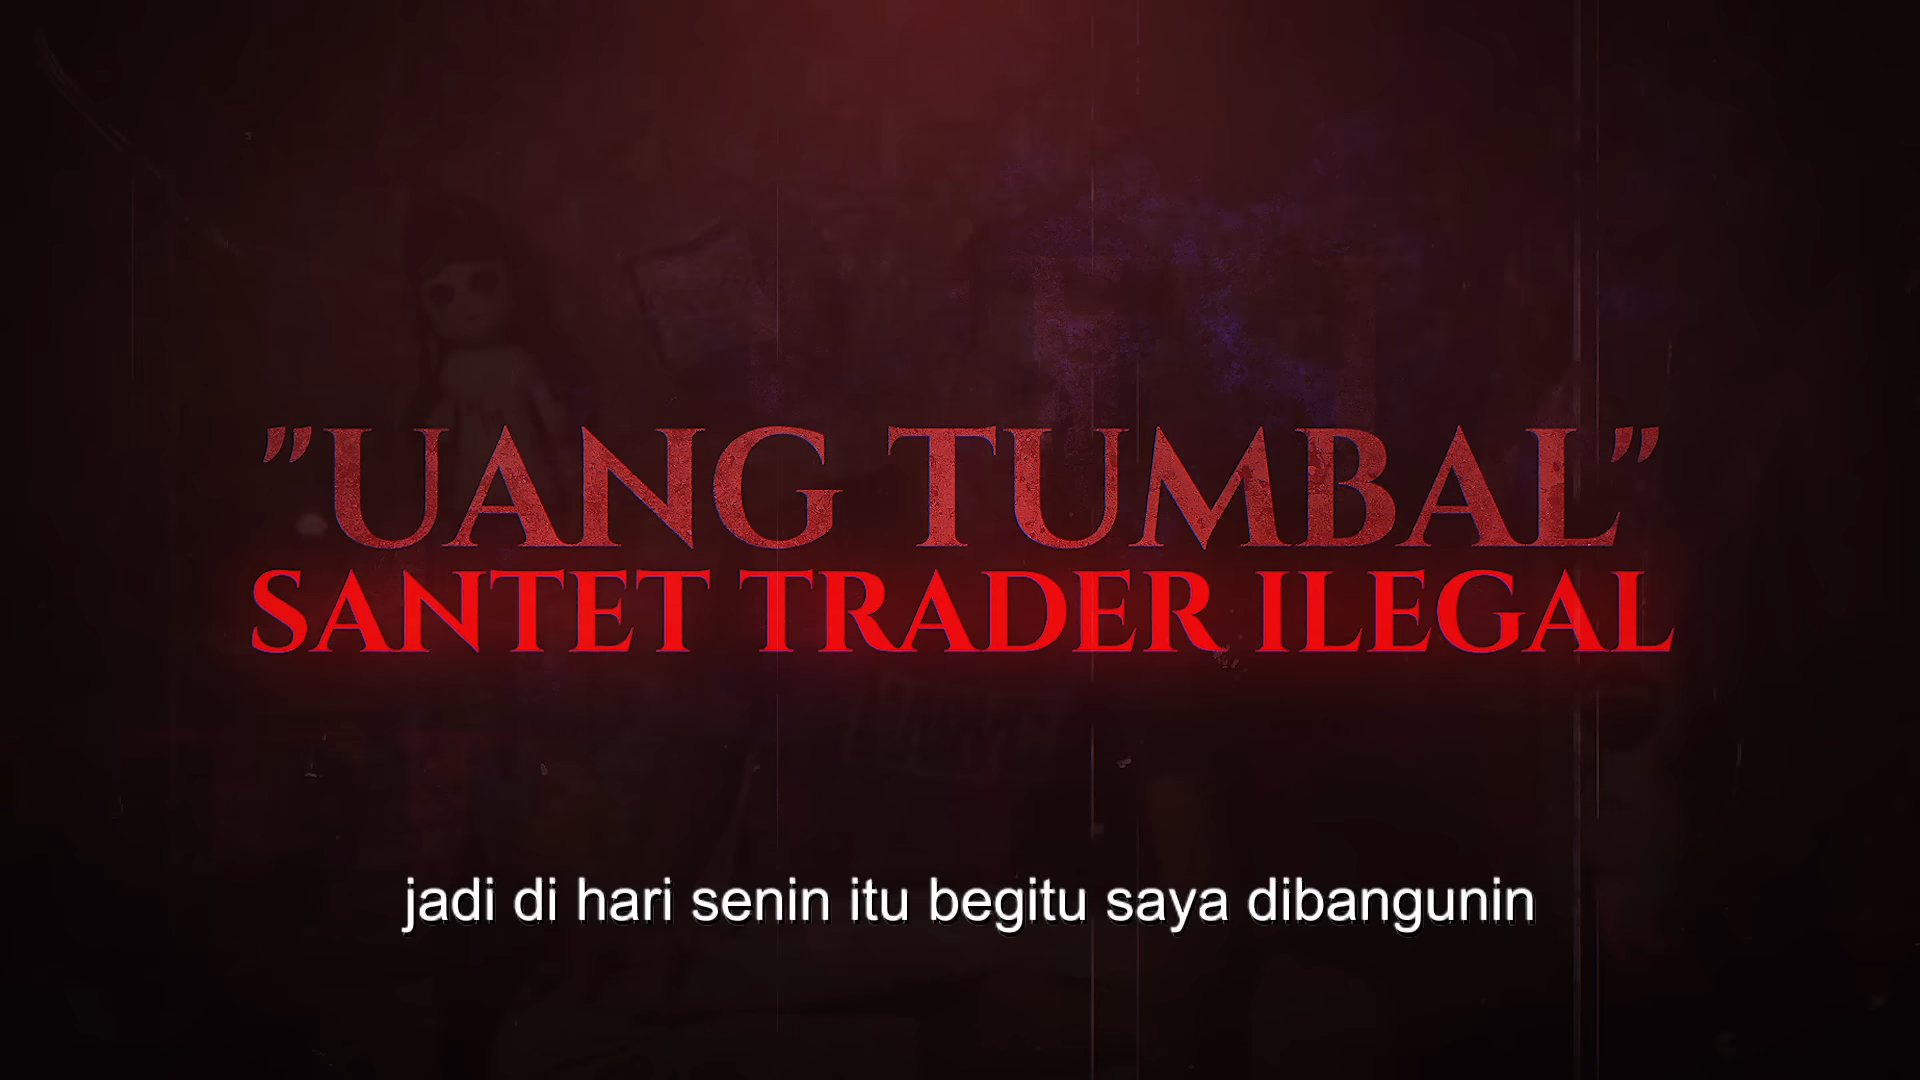 "UANG TUMBAL"
SANTET TRADER ILEGAL
jadi di hari senin itu begitu saya dibangunin